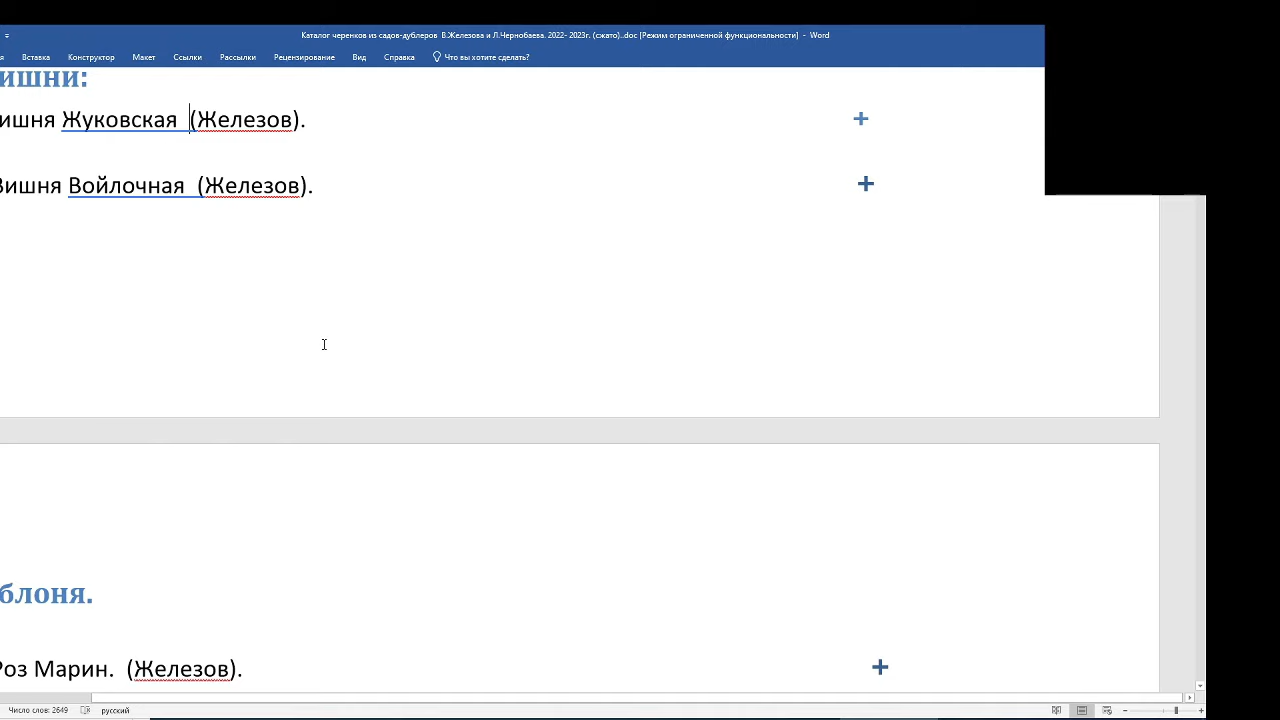 Каталог черенков из садов-дублеров В.Железова и Л.Чернобаева. 2022- 2023г. (сжато)..doc [Режим ограниченной функциональности] - Word
я Вставка Конструктор Макет Ссылки Рассылки Рецензирование Вид Справка Что вы хотите сделать?
ишни:
ишня Жуковская (Железов). +
Вишня Войлочная (Железов). +
блоня.
Роз Марин. (Железов). +
Число слов: 2649 русский